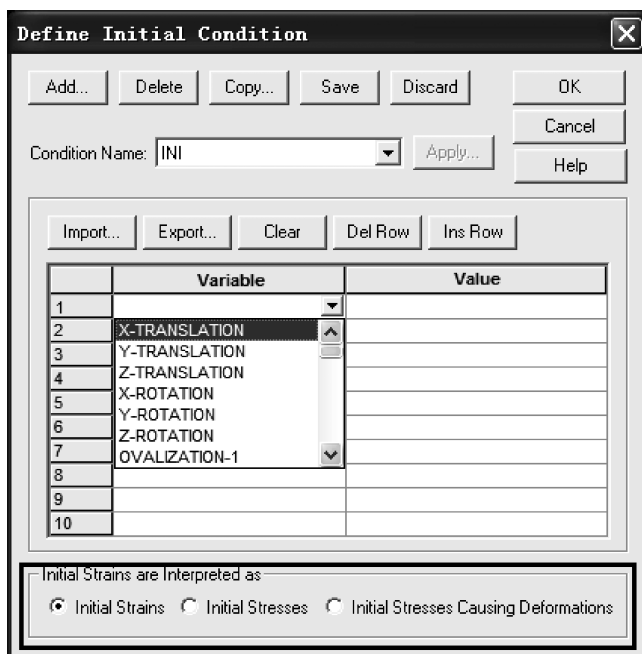 Define Initial Condition
Add... Delete Copy... Save Discard OK
Cancel
Condition Name: INI Apply...
Help
Import... Export... Clear Del Row Ins Row
Variable Value
1
2 X-TRANSLATION
3 Y-TRANSLATION
4 Z-TRANSLATION
5 X-ROTATION
6 Y-ROTATION
7 Z-ROTATION
OVALIZATION-1
8
9
10
Initial Strains are Interpreted as
Initial Strains Initial Stresses Initial Stresses Causing Deformations